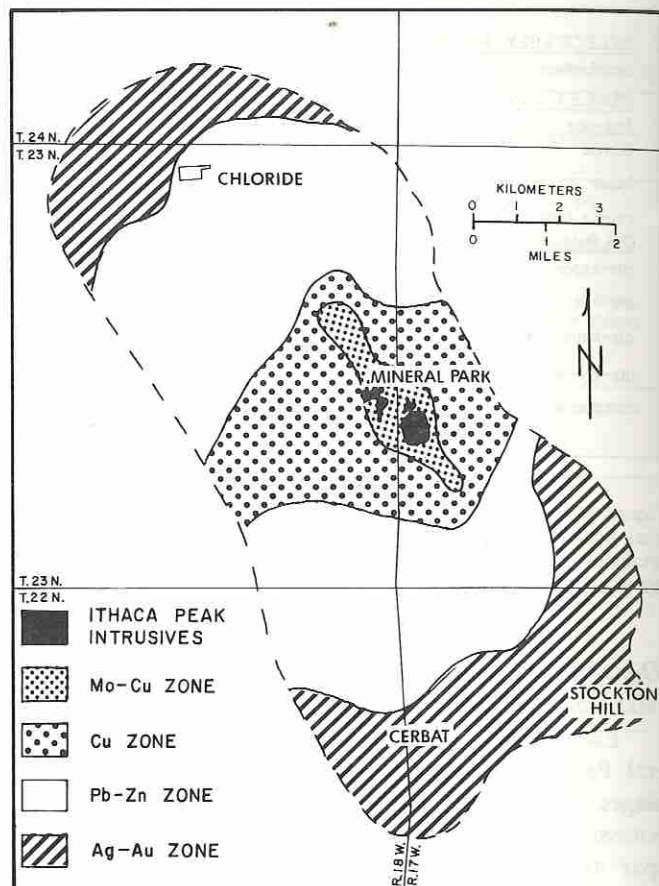 T. 24 N.
T. 23 N.
CHLORIDE
KILOMETERS
0 1 2 3
0 1 2
MILES
N
MINERAL PARK
T. 23 N.
T. 22 N.
ITHACA PEAK
INTRUSIVES
Mo-Cu ZONE
Cu ZONE
Pb-Zn ZONE
Ag-Au ZONE
STOCKTON
HILL
CERBAT
R.18 W.
R.17 W.